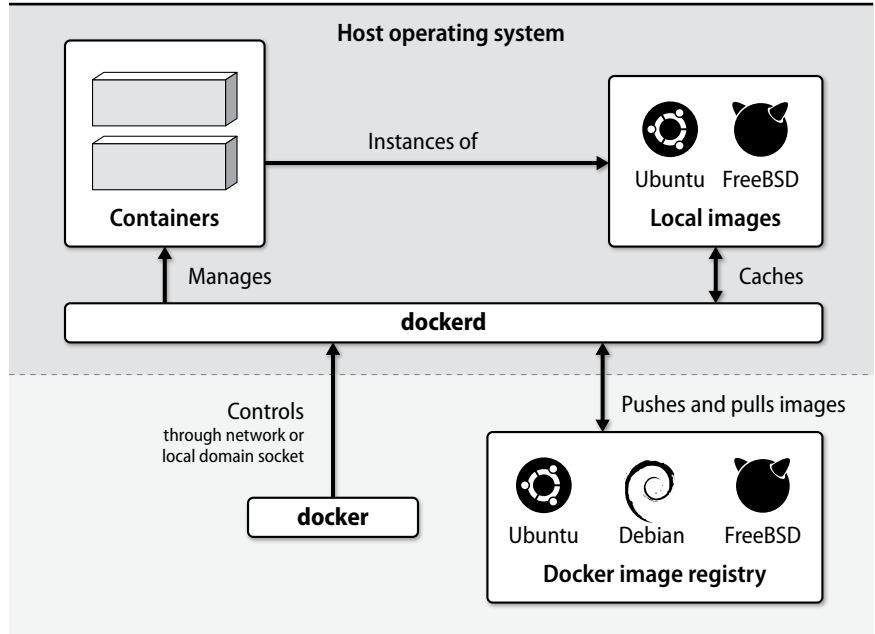 Host operating system
Instances of
Ubuntu
FreeBSD
Containers
Local images
Manages
Caches
dockerd
Controls
through network or
local domain socket
Pushes and pulls images
docker
Ubuntu
Debian
FreeBSD
Docker image registry